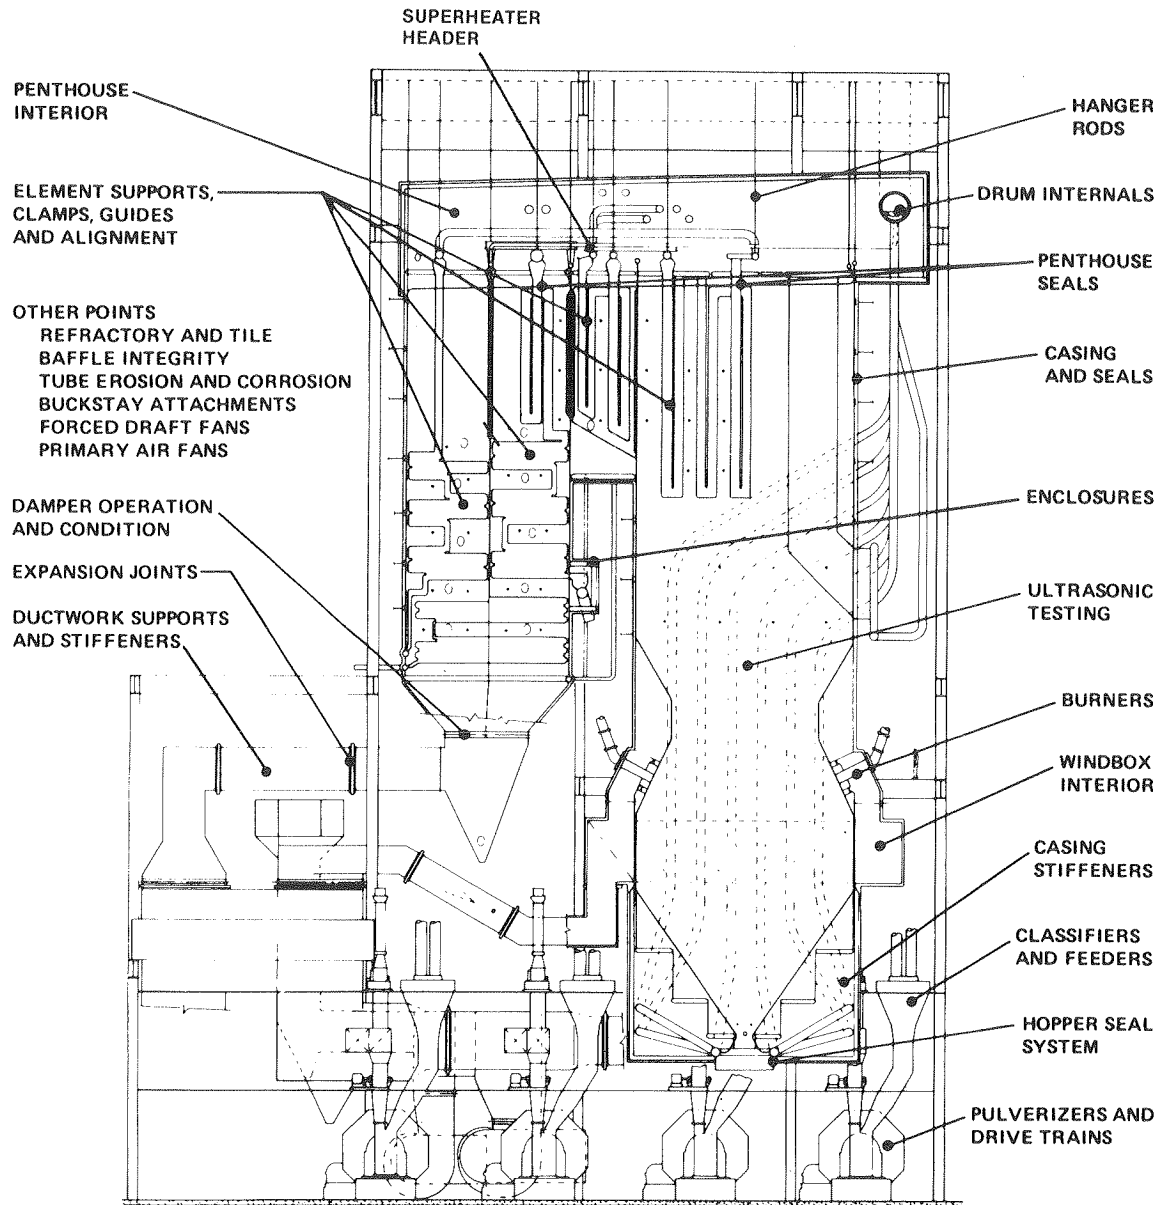 SUPERHEATER
HEADER
PENTHOUSE
INTERIOR
ELEMENT SUPPORTS,
CLAMPS, GUIDES
AND ALIGNMENT
OTHER POINTS
REFRACTORY AND TILE
BAFFLE INTEGRITY
TUBE EROSION AND CORROSION
BUCKSTAY ATTACHMENTS
FORCED DRAFT FANS
PRIMARY AIR FANS
DAMPER OPERATION
AND CONDITION
EXPANSION JOINTS
DUCTWORK SUPPORTS
AND STIFFENERS
HANGER
RODS
DRUM INTERNALS
PENTHOUSE
SEALS
CASING
AND SEALS
ENCLOSURES
ULTRASONIC
TESTING
BURNERS
WINDBOX
INTERIOR
CASING
STIFFENERS
CLASSIFIERS
AND FEEDERS
HOPPER SEAL
SYSTEM
PULVERIZERS AND
DRIVE TRAINS